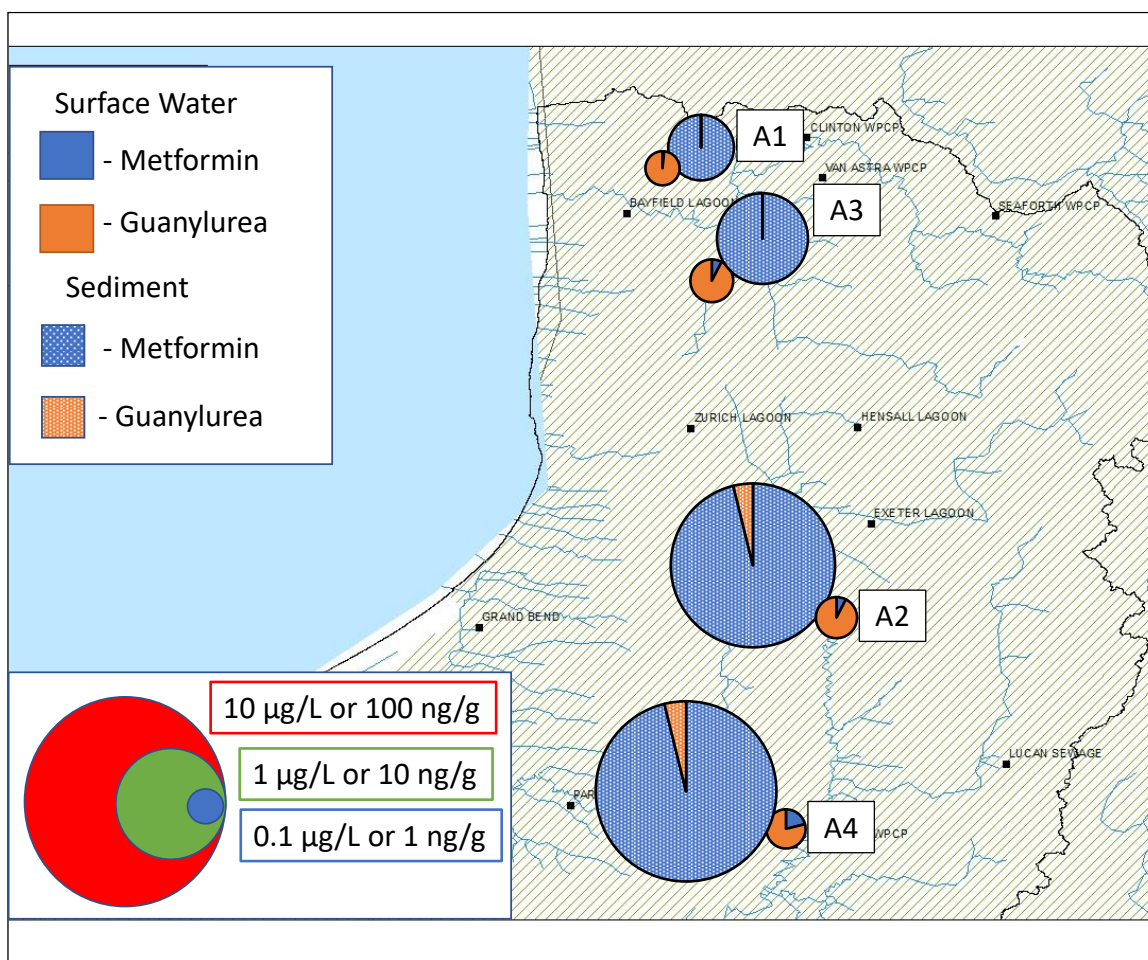 Surface Water
- Metformin
- Guanylurea
Sediment
- Metformin
- Guanylurea
A1
CLINTON WPCP
VAN ASTRA WPCP
BAYFIELD LAGOON
A3
SEAFORTH WPCP
ZURICH LAGOON
HENSALL LAGOON
EXETER LAGOON
A2
GRAND BEND
10 µg/L or 100 ng/g
1 µg/L or 10 ng/g
0.1 µg/L or 1 ng/g
LUCAN SEWAGE
PAR
A4
WPCP